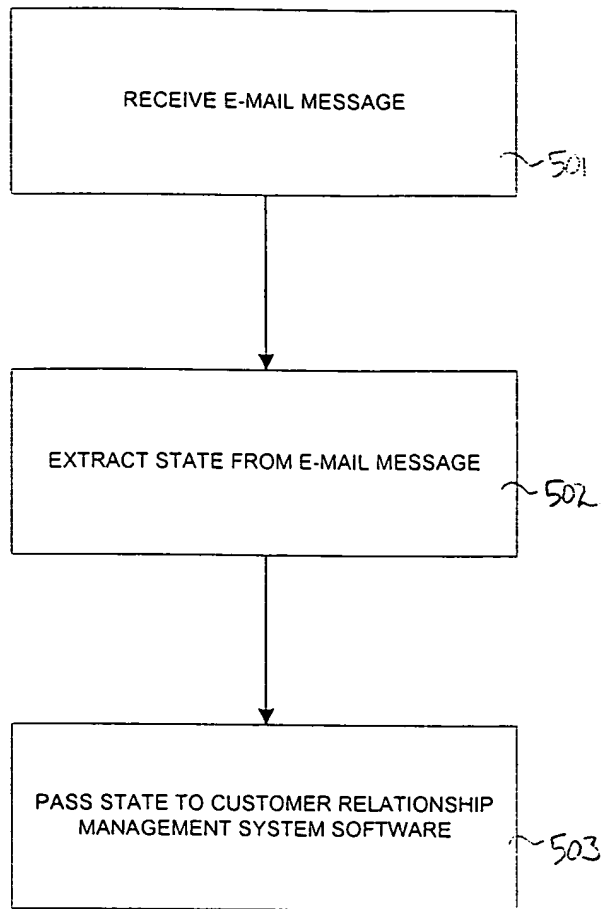 RECEIVE E-MAIL MESSAGE
501
EXTRACT STATE FROM E-MAIL MESSAGE
502
PASS STATE TO CUSTOMER RELATIONSHIP
MANAGEMENT SYSTEM SOFTWARE
503